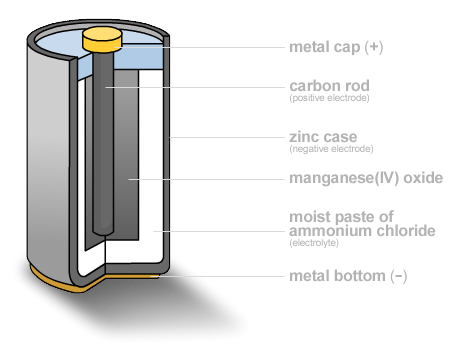 metal cap (+)
carbon rod
(positive electrode)
zinc case
(negative electrode)
manganese(IV) oxide
moist paste of
ammonium chloride
(electrolyte)
metal bottom (−)